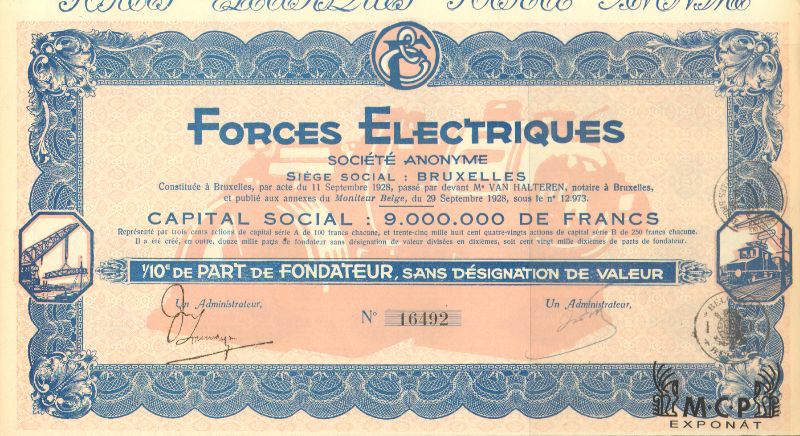 FORCES ELECTRIQUES
SOCIÉTÉ ANONYME
SIÈGE SOCIAL : BRUXELLES
Constituée à Bruxelles, par acte du 11 Septembre 1928, passé par devant Me VAN HALTEREN, notaire à Bruxelles,
et publié aux annexes du Moniteur Belge, du 29 Septembre 1928, sous le n° 12.973.
CAPITAL SOCIAL : 9.000.000 DE FRANCS
Représenté par trois cents actions de capital série A de 100 francs chacune, et trente-cinq mille huit cent quatre-vingts actions de capital série B de 250 francs chacune.
Il a été créé, en outre, douze mille parts de fondateur sans désignation de valeur divisées en dixièmes, soit cent vingt mille dixièmes de parts de fondateur.
1/10e DE PART DE FONDATEUR, SANS DÉSIGNATION DE VALEUR
Un Administrateur,
Un Administrateur,
N° 16492
M·C·P
EXPONÁT